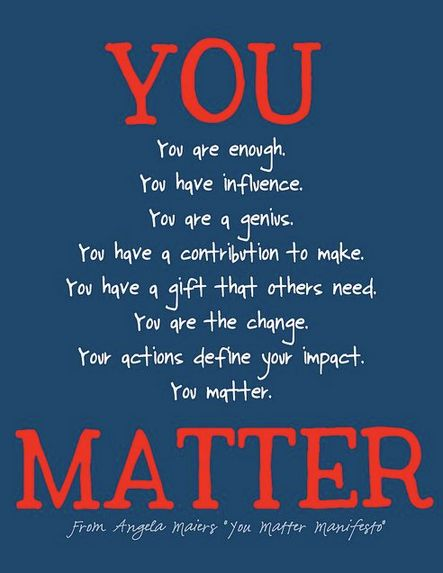 YOU
You are enough.
You have influence.
You are a genius.
You have a contribution to make.
You have a gift that others need.
You are the change.
Your actions define your impact.
You matter.
MATTER
From Angela Maiers "You Matter Manifesto"